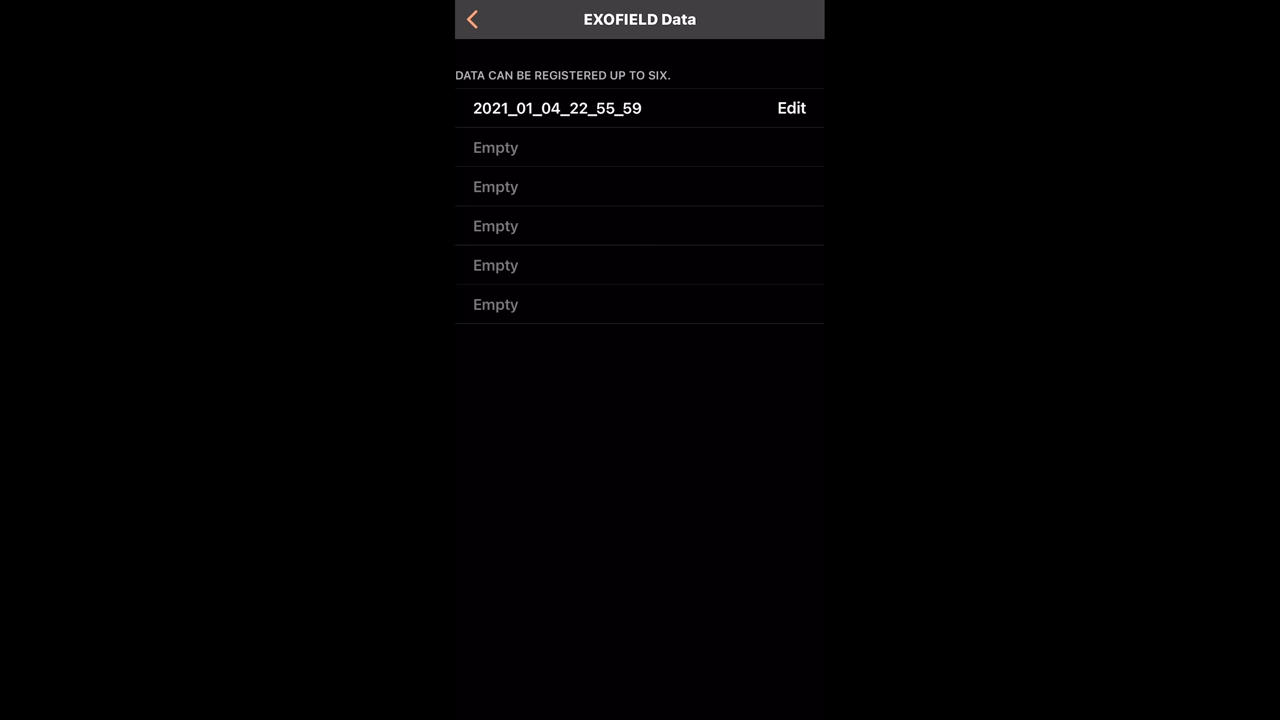 EXOFIELD Data
DATA CAN BE REGISTERED UP TO SIX.
2021_01_04_22_55_59 Edit
Empty
Empty
Empty
Empty
Empty